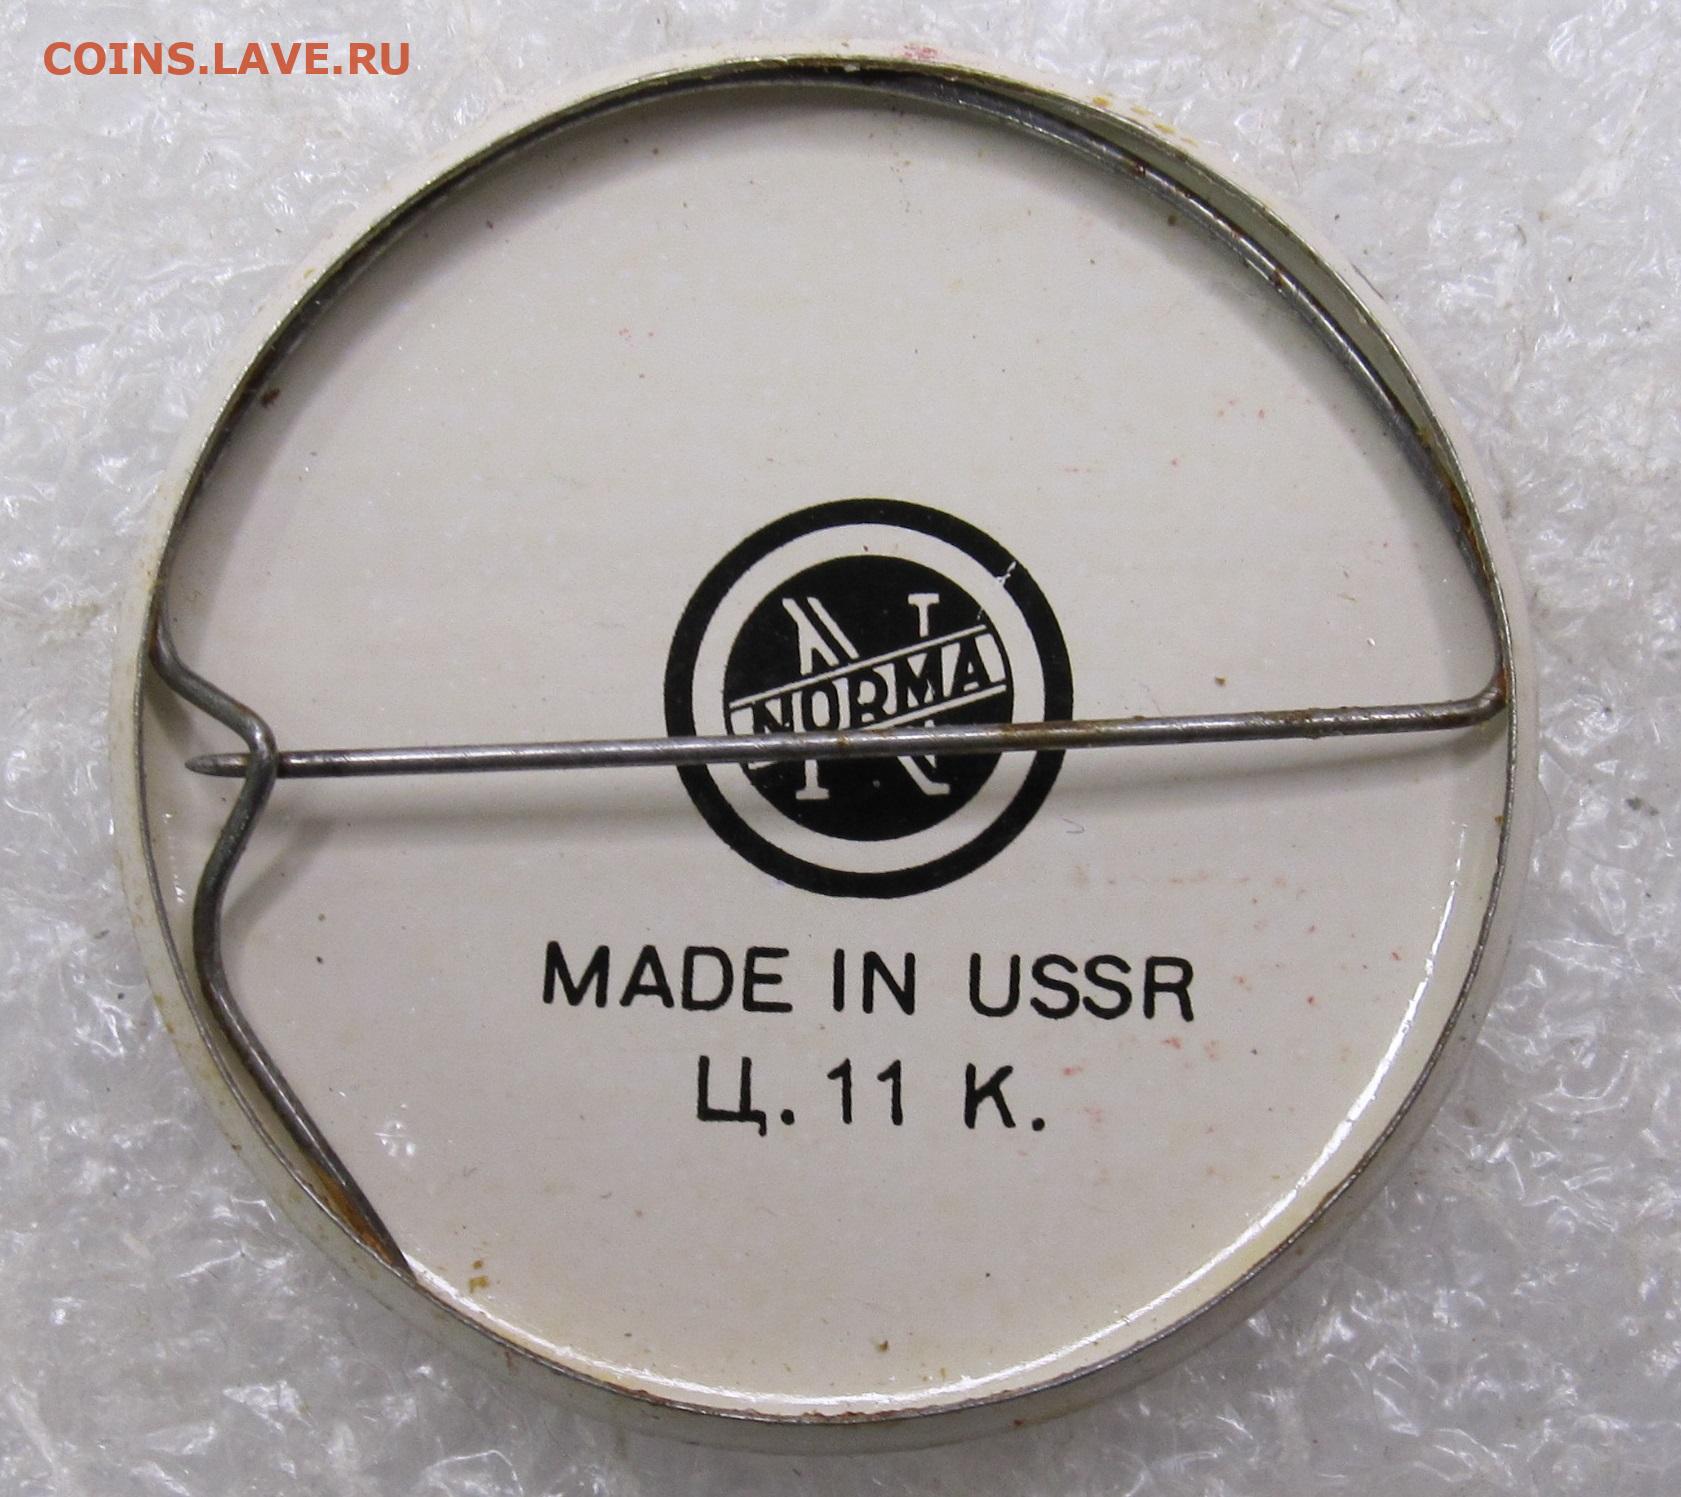 COINS.LAVE.RU
N
NORMA
MADE IN USSR
Ц. 11 К.